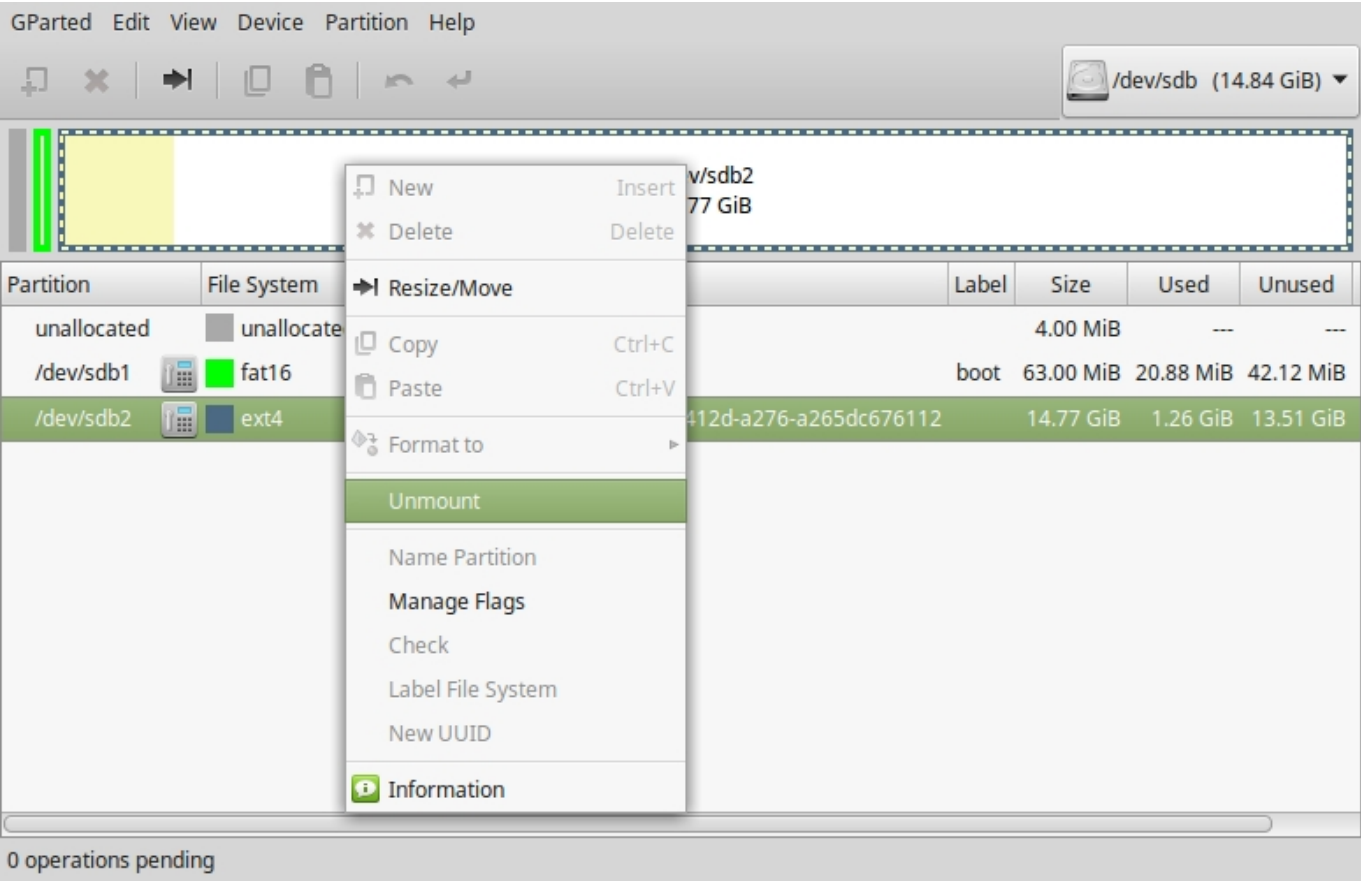 GParted Edit View Device Partition Help
/dev/sdb (14.84 GiB)
v/sdb2
77 GiB
Partition File System Label Size Used Unused
unallocated unallocate 4.00 MiB --- ---
/dev/sdb1 fat16 boot 63.00 MiB 20.88 MiB 42.12 MiB
/dev/sdb2 ext4 412d-a276-a265dc676112 14.77 GiB 1.26 GiB 13.51 GiB
New Insert
Delete Delete
Resize/Move
Copy Ctrl+C
Paste Ctrl+V
Format to
Unmount
Name Partition
Manage Flags
Check
Label File System
New UUID
Information
0 operations pending